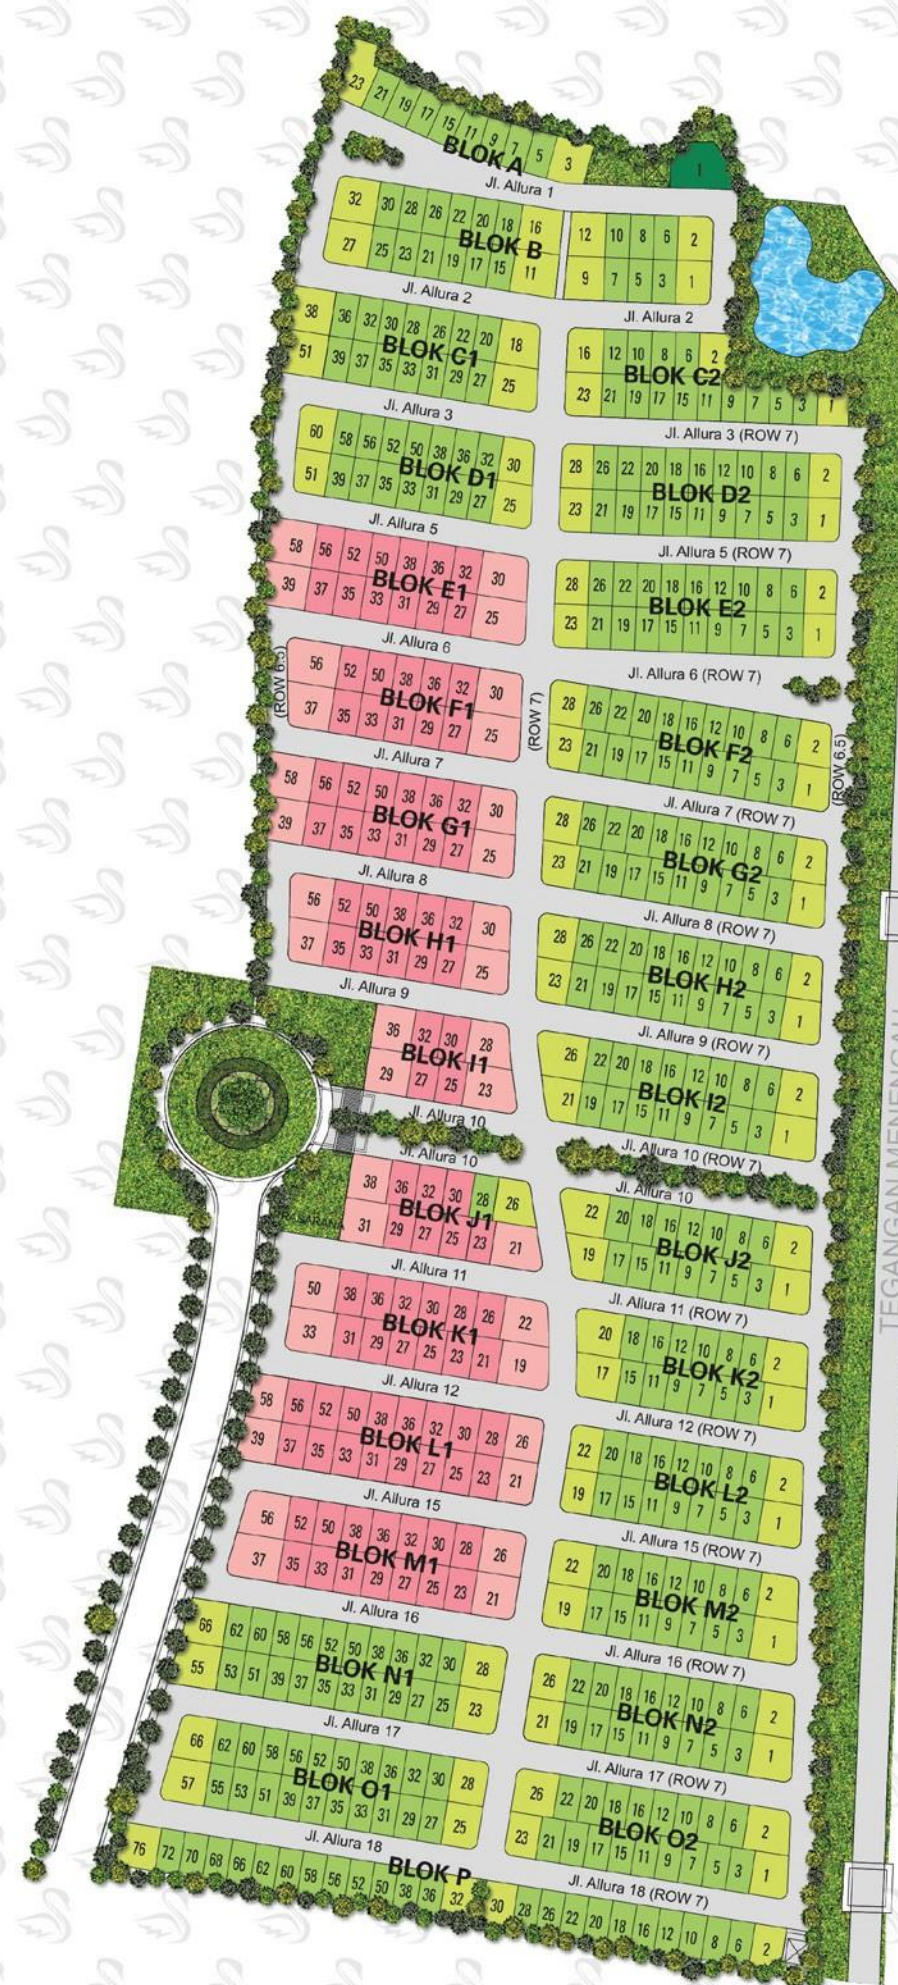 23 21 19 17 15 11 9 7 5 3
BLOK A
1
Jl. Allura 1
32 30 28 26 22 20 18 16
12 10 8 6 2
BLOK B
27 25 23 21 19 17 15 11
9 7 5 3 1
Jl. Allura 2
Jl. Allura 2
38 36 32 30 28 26 22 20 18
BLOK C1
51 39 37 35 33 31 29 27 25
16 12 10 8 6 2
BLOK C2
23 21 19 17 15 11 9 7 5 3 1
Jl. Allura 3
Jl. Allura 3 (ROW 7)
60 58 56 52 50 38 36 32 30
BLOK D1
51 39 37 35 33 31 29 27 25
28 26 22 20 18 16 12 10 8 6 2
BLOK D2
23 21 19 17 15 11 9 7 5 3 1
Jl. Allura 5
Jl. Allura 5 (ROW 7)
58 56 52 50 38 36 32 30
BLOK E1
39 37 35 33 31 29 27 25
28 26 22 20 18 16 12 10 8 6 2
BLOK E2
23 21 19 17 15 11 9 7 5 3 1
Jl. Allura 6
Jl. Allura 6 (ROW 7)
(ROW 6.5)
56 52 50 38 36 32 30
BLOK F1
37 35 33 31 29 27 25
(ROW 7)
28 26 22 20 18 16 12 10 8 6 2
BLOK F2
23 21 19 17 15 11 9 7 5 3 1
(ROW 6.5)
Jl. Allura 7
Jl. Allura 7 (ROW 7)
58 56 52 50 38 36 32 30
BLOK G1
39 37 35 33 31 29 27 25
28 26 22 20 18 16 12 10 8 6 2
BLOK G2
23 21 19 17 15 11 9 7 5 3 1
Jl. Allura 8
Jl. Allura 8 (ROW 7)
56 52 50 38 36 32 30
BLOK H1
37 35 33 31 29 27 25
28 26 22 20 18 16 12 10 8 6 2
BLOK H2
23 21 19 17 15 11 9 7 5 3 1
Jl. Allura 9
Jl. Allura 9 (ROW 7)
36 32 30 28
BLOK I1
29 27 25 23
26 22 20 18 16 12 10 8 6 2
BLOK I2
21 19 17 15 11 9 7 5 3 1
Jl. Allura 10
Jl. Allura 10 (ROW 7)
Jl. Allura 10
Jl. Allura 10
38 36 32 30 28 26
BLOK J1
31 29 27 25 23 21
SARANA
22 20 18 16 12 10 8 6 2
BLOK J2
19 17 15 11 9 7 5 3 1
TEGANGAN MENENGAH
Jl. Allura 11
Jl. Allura 11 (ROW 7)
50 38 36 32 30 28 26 22
BLOK K1
33 31 29 27 25 23 21 19
20 18 16 12 10 8 6 2
BLOK K2
17 15 11 9 7 5 3 1
Jl. Allura 12
Jl. Allura 12 (ROW 7)
58 56 52 50 38 36 32 30 28 26
BLOK L1
39 37 35 33 31 29 27 25 23 21
22 20 18 16 12 10 8 6 2
BLOK L2
19 17 15 11 9 7 5 3 1
Jl. Allura 15
Jl. Allura 15 (ROW 7)
56 52 50 38 36 32 30 28 26
BLOK M1
37 35 33 31 29 27 25 23 21
22 20 18 16 12 10 8 6 2
BLOK M2
19 17 15 11 9 7 5 3 1
Jl. Allura 16
Jl. Allura 16 (ROW 7)
66 62 60 58 56 52 50 38 36 32 30 28
BLOK N1
55 53 51 39 37 35 33 31 29 27 25 23
26 22 20 18 16 12 10 8 6 2
BLOK N2
21 19 17 15 11 9 7 5 3 1
Jl. Allura 17
Jl. Allura 17 (ROW 7)
66 62 60 58 56 52 50 38 36 32 30 28
BLOK O1
57 55 53 51 39 37 35 33 31 29 27 25
26 22 20 18 16 12 10 8 6 2
BLOK O2
23 21 19 17 15 11 9 7 5 3 1
Jl. Allura 18
Jl. Allura 18 (ROW 7)
BLOK P
76 72 70 68 66 62 60 58 56 52 50 38 36 32 30 28 26 22 20 18 16 12 10 8 6 2